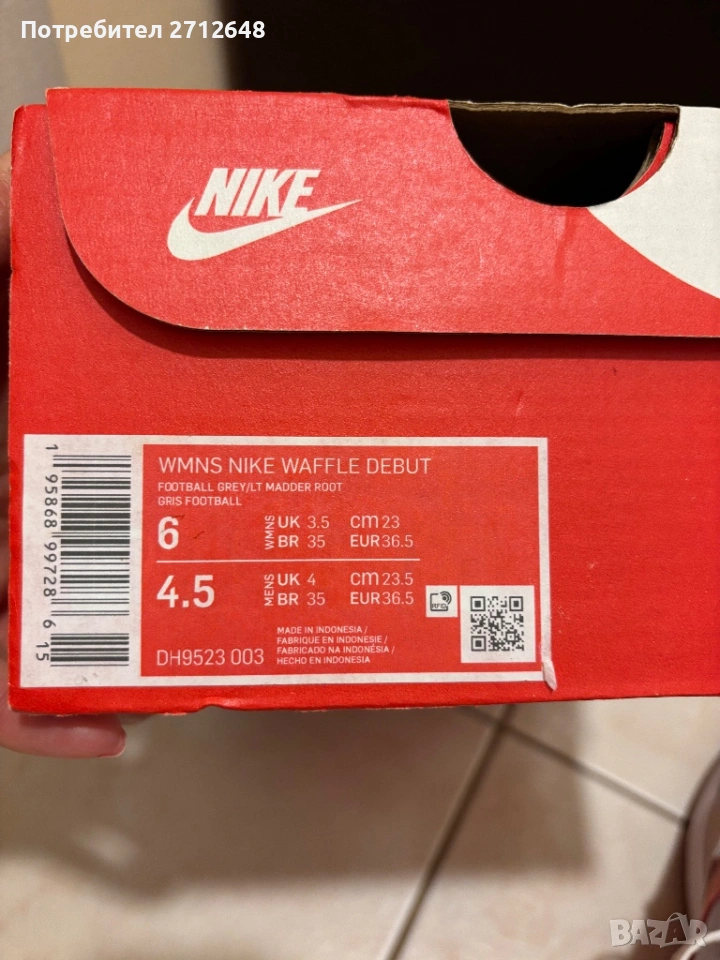 Потребител 2712648
NIKE
WMNS NIKE WAFFLE DEBUT
FOOTBALL GREY/LT MADDER ROOT
GRIS FOOTBALL
6 WMNS UK 3.5 cm 23
BR 35 EUR 36.5
4.5 MENS UK 4 cm 23.5
BR 35 EUR 36.5
RFID
MADE IN INDONESIA /
FABRIQUE EN INDONESIE /
FABRICADO NA INDONÉSIA /
HECHO EN INDONESIA
DH9523 003
1 95868 99728 6 15
BAZAR